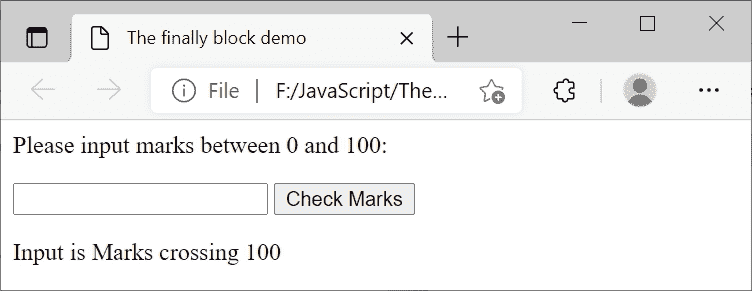 The finally block demo
File | F:/JavaScript/The...
Please input marks between 0 and 100:
Check Marks
Input is Marks crossing 100